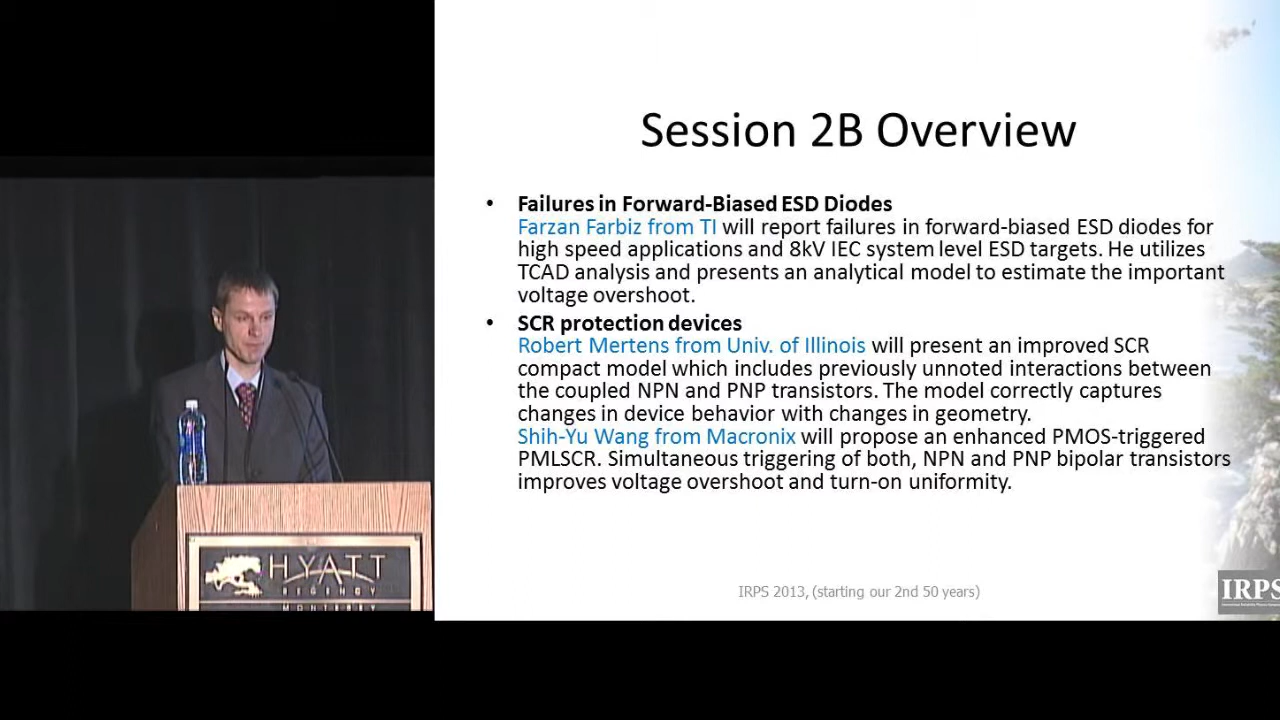 Session 2B Overview
• Failures in Forward-Biased ESD Diodes
Farzan Farbiz from TI will report failures in forward-biased ESD diodes for
high speed applications and 8kV IEC system level ESD targets. He utilizes
TCAD analysis and presents an analytical model to estimate the important
voltage overshoot.
• SCR protection devices
Robert Mertens from Univ. of Illinois will present an improved SCR
compact model which includes previously unnoted interactions between
the coupled NPN and PNP transistors. The model correctly captures
changes in device behavior with changes in geometry.
Shih-Yu Wang from Macronix will propose an enhanced PMOS-triggered
PMLSCR. Simultaneous triggering of both, NPN and PNP bipolar transistors
improves voltage overshoot and turn-on uniformity.
HYATT
REGENCY
MONTEREY
IRPS 2013, (starting our 2nd 50 years)
IRPS